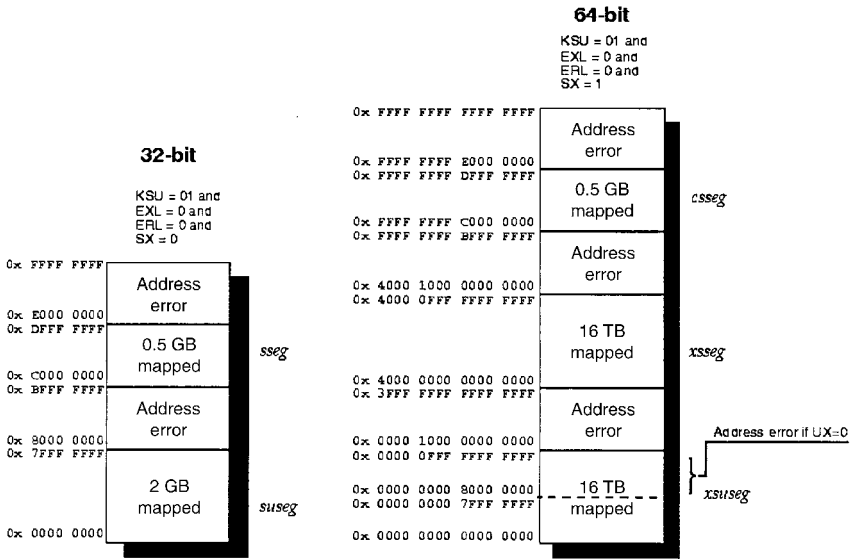 32-bit
KSU = 01 and
EXL = 0 and
ERL = 0 and
SX = 0
0x FFFF FFFF
Address
error
0x E000 0000
0x DFFF FFFF
0.5 GB
mapped
sseg
0x C000 0000
0x BFFF FFFF
Address
error
0x 8000 0000
0x 7FFF FFFF
2 GB
mapped
suseg
0x 0000 0000
64-bit
KSU = 01 and
EXL = 0 and
ERL = 0 and
SX = 1
0x FFFF FFFF FFFF FFFF
Address
error
0x FFFF FFFF E000 0000
0x FFFF FFFF DFFF FFFF
0.5 GB
mapped
csseg
0x FFFF FFFF C000 0000
0x FFFF FFFF BFFF FFFF
Address
error
0x 4000 1000 0000 0000
0x 4000 0FFF FFFF FFFF
16 TB
mapped
xsseg
0x 4000 0000 0000 0000
0x 3FFF FFFF FFFF FFFF
Address
error
Address error if UX=0
0x 0000 1000 0000 0000
0x 0000 0FFF FFFF FFFF
0x 0000 0000 8000 0000
16 TB
mapped
xsuseg
0x 0000 0000 7FFF FFFF
0x 0000 0000 0000 0000